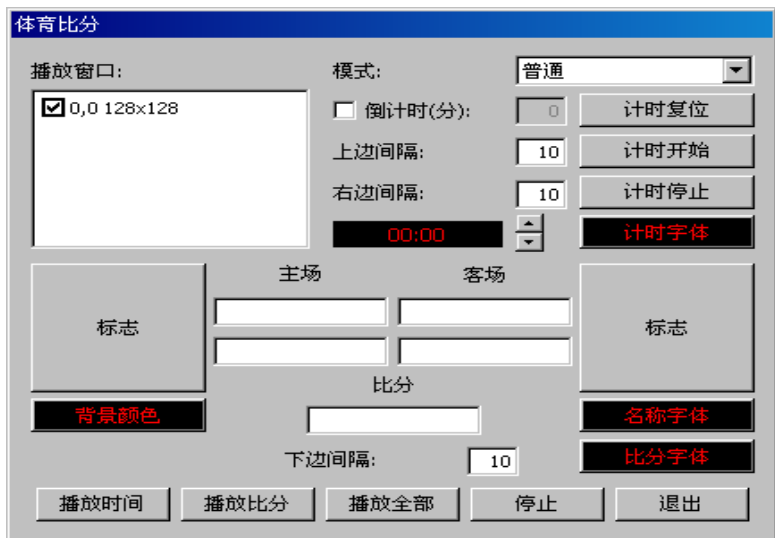 体育比分
播放窗口:
模式:
普通
0,0 128x128
倒计时(分):
0
计时复位
上边间隔:
10
计时开始
右边间隔:
10
计时停止
00:00
计时字体
主场
客场
标志
标志
比分
背景颜色
名称字体
下边间隔:
10
比分字体
播放时间
播放比分
播放全部
停止
退出